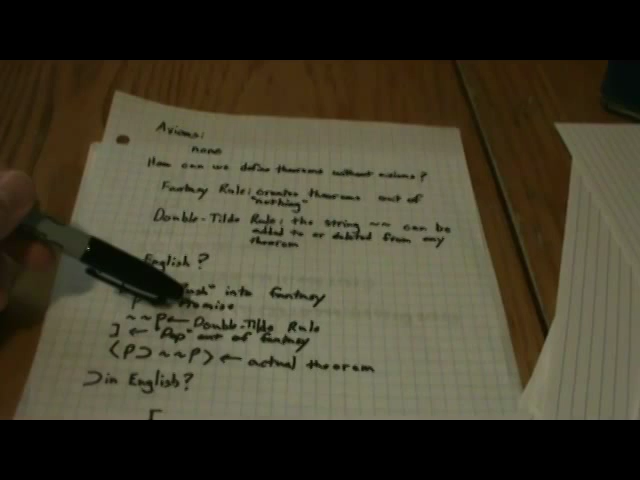 Axioms:
none
How can we define theorems without axioms?
Fantasy Rule: creates theorems out of
"nothing"
Double-Tilde Rule: the string ~~ can be
added to or deleted from any
theorem
English?
"Push" into fantasy
P ← Premise
~~P ← Double-Tilde Rule
] ← "Pop" out of fantasy
<P⊃~~P> ← actual theorem
⊃ in English?
[